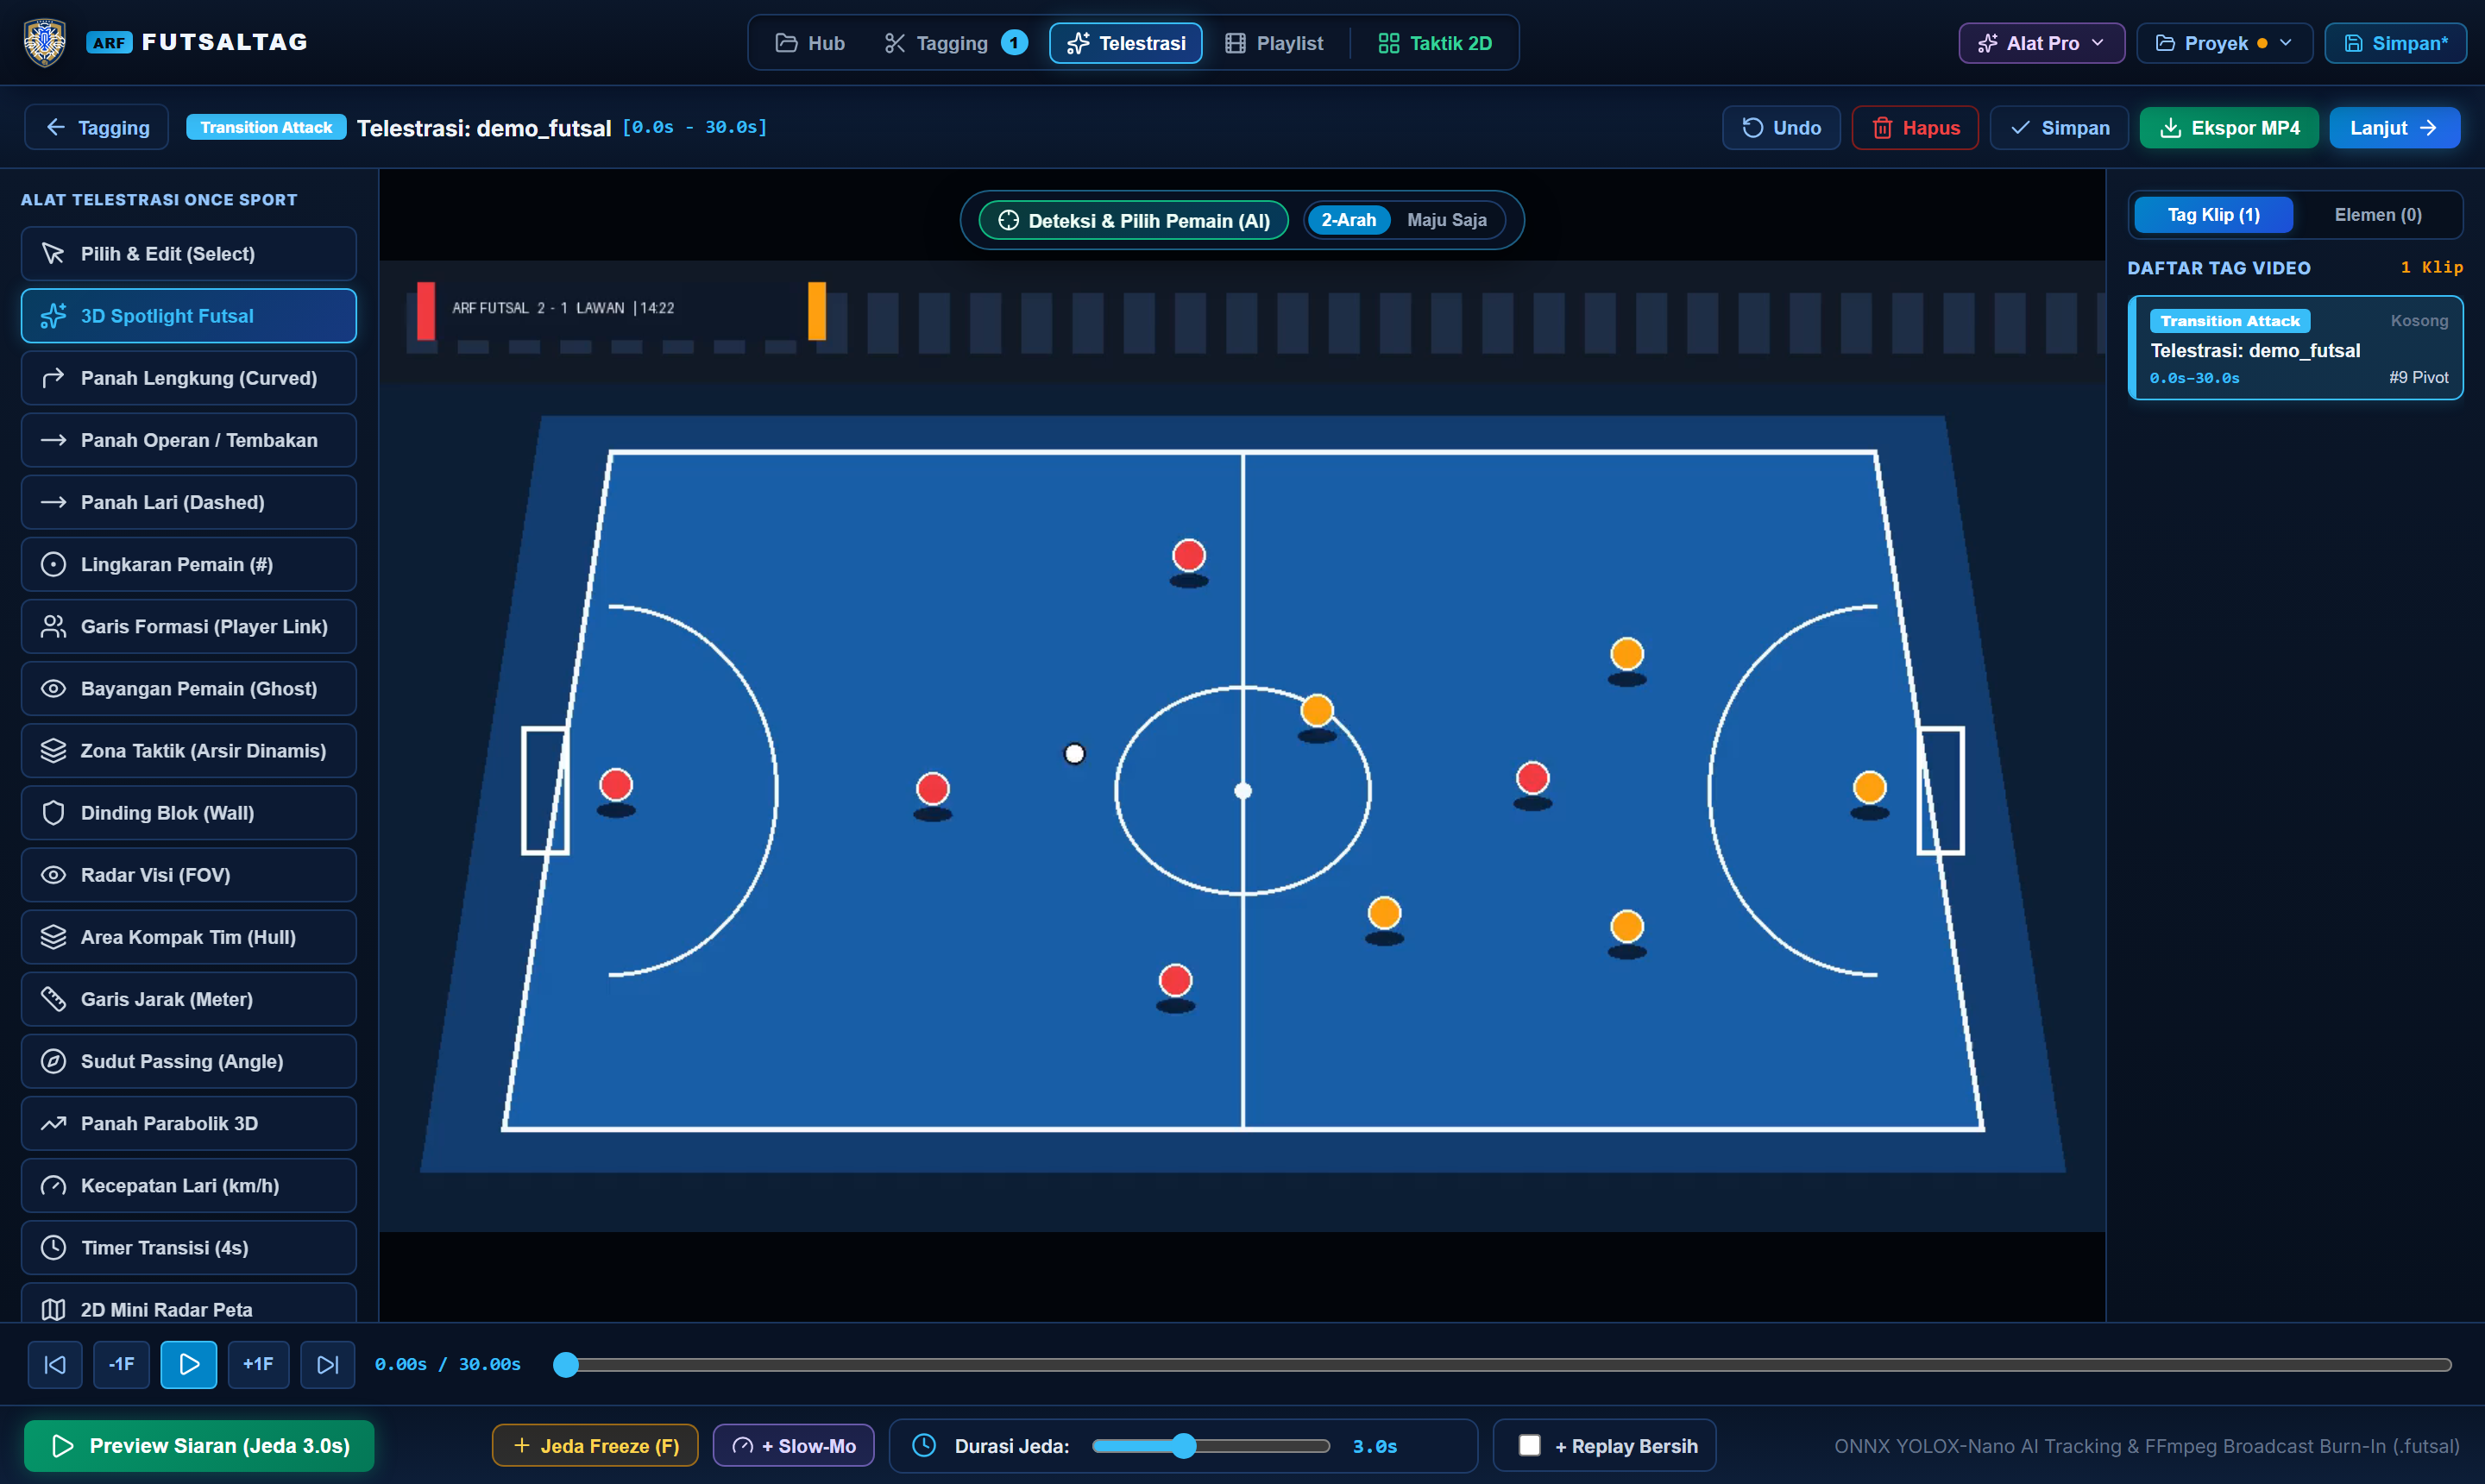 ARF FUTSALTAG
Hub
Tagging 1
Telestrasi
Playlist
Taktik 2D
Alat Pro
Proyek
Simpan*
Tagging
Transition Attack
Telestrasi: demo_futsal [0.0s - 30.0s]
Undo
Hapus
Simpan
Ekspor MP4
Lanjut
ALAT TELESTRASI ONCE SPORT
Pilih & Edit (Select)
3D Spotlight Futsal
Panah Lengkung (Curved)
Panah Operan / Tembakan
Panah Lari (Dashed)
Lingkaran Pemain (#)
Garis Formasi (Player Link)
Bayangan Pemain (Ghost)
Zona Taktik (Arsir Dinamis)
Dinding Blok (Wall)
Radar Visi (FOV)
Area Kompak Tim (Hull)
Garis Jarak (Meter)
Sudut Passing (Angle)
Panah Parabolik 3D
Kecepatan Lari (km/h)
Timer Transisi (4s)
2D Mini Radar Peta
Deteksi & Pilih Pemain (AI)
2-Arah
Maju Saja
ARF FUTSAL 2 - 1 LAWAN | 14:22
Tag Klip (1)
Elemen (0)
DAFTAR TAG VIDEO
1 Klip
Transition Attack
Kosong
Telestrasi: demo_futsal
0.0s–30.0s
#9 Pivot
-1F
+1F
0.00s / 30.00s
Preview Siaran (Jeda 3.0s)
+ Jeda Freeze (F)
+ Slow-Mo
Durasi Jeda:
3.0s
+ Replay Bersih
ONNX YOLOX-Nano AI Tracking & FFmpeg Broadcast Burn-In (.futsal)